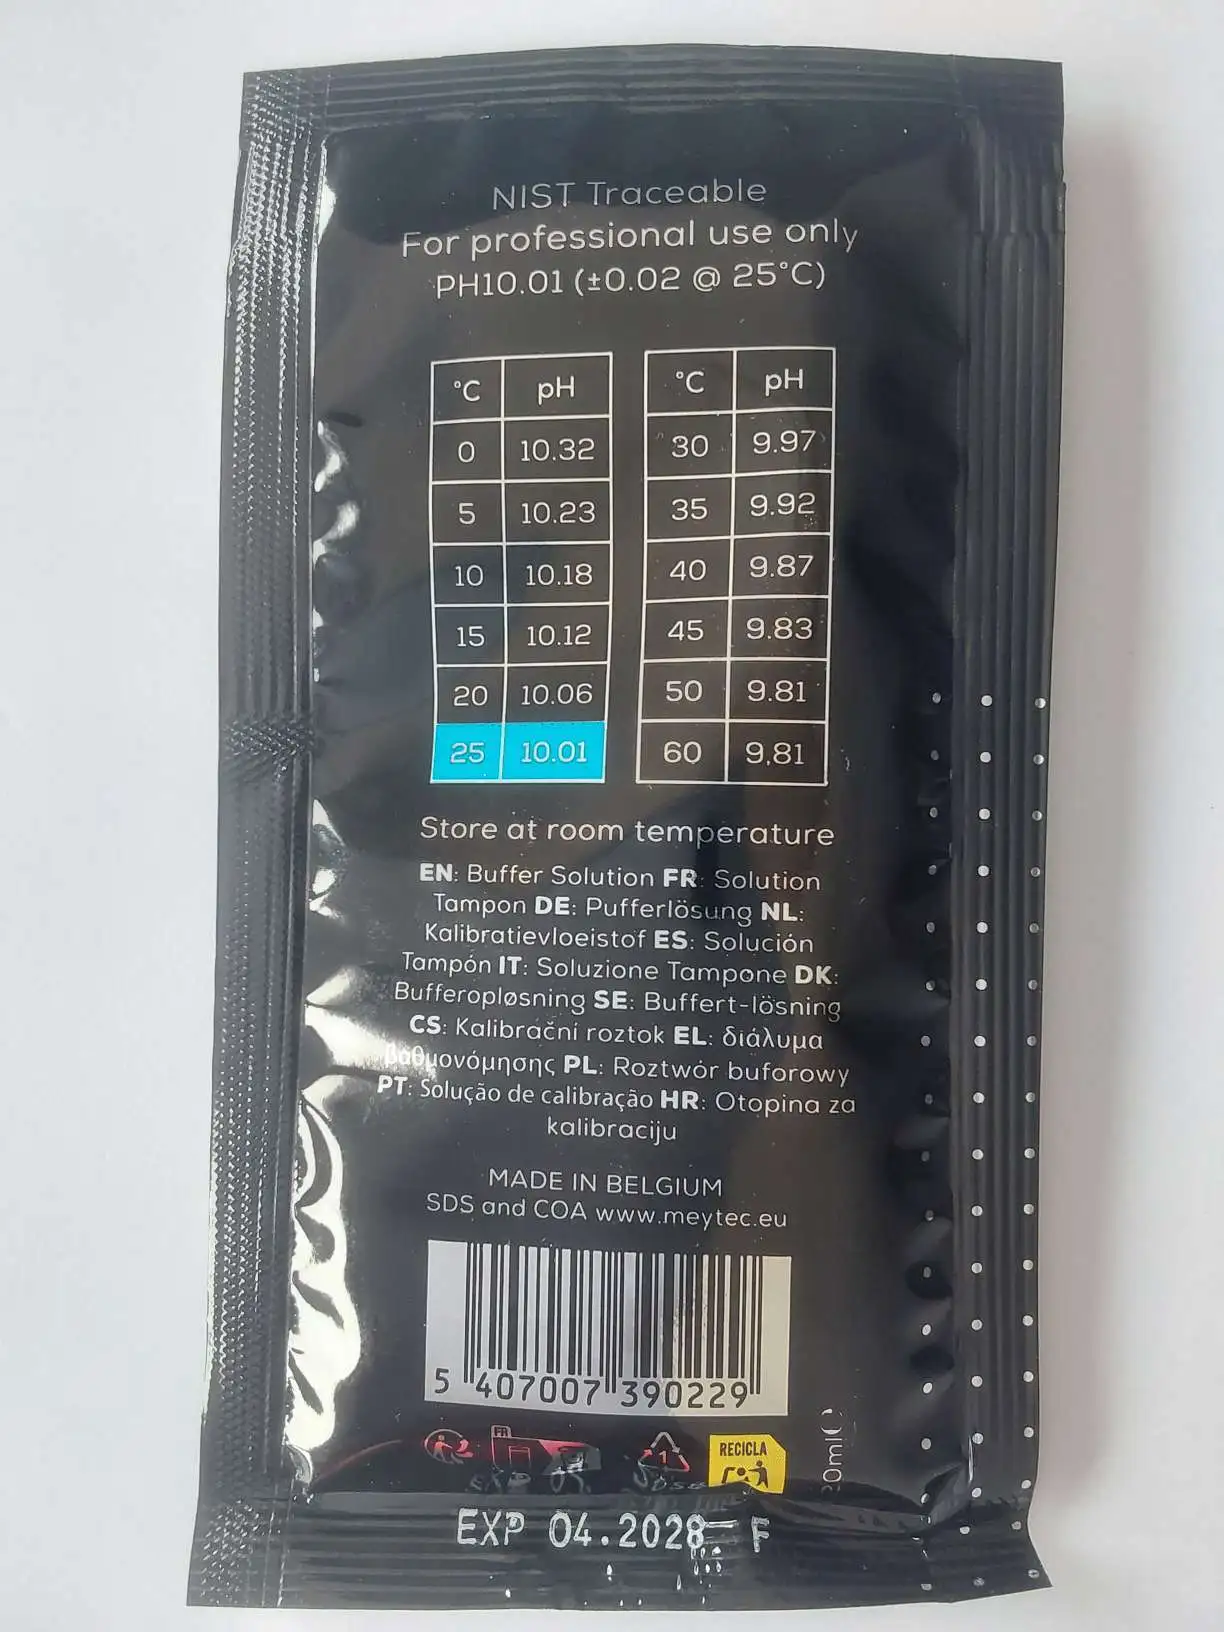 NIST Traceable
For professional use only
PH10.01 (±0.02 @ 25°C)
°C pH
0 10.32
5 10.23
10 10.18
15 10.12
20 10.06
25 10.01
°C pH
30 9.97
35 9.92
40 9.87
45 9.83
50 9.81
60 9.81
Store at room temperature
EN: Buffer Solution FR: Solution
Tampon DE: Pufferlösung NL:
Kalibratievloeistof ES: Solución
Tampón IT: Soluzione Tampone DK:
Bufferopløsning SE: Buffert-lösning
CS: Kalibrační roztok EL: διάλυμα
βαθμονόμησης PL: Roztwór buforowy
PT: Solução de calibração HR: Otopina za
kalibraciju
MADE IN BELGIUM
SDS and COA www.meytec.eu
5 407007 390229
FR
1
RECICLA
20ml
EXP 04.2028 F